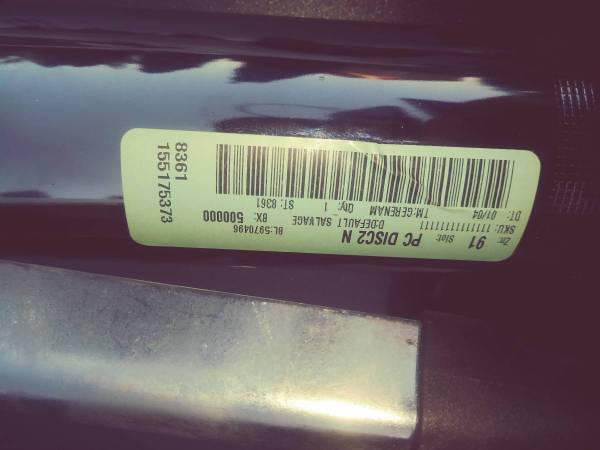 Zn: 91 Slot: PC DISC2 N BL:5970496
SKU: 11111111111111 D:DEFAULT SALVAGE BX: 500000
DT: 01/04 TM:GERENAM Qty: 1 ST: 8361
8361
155175373